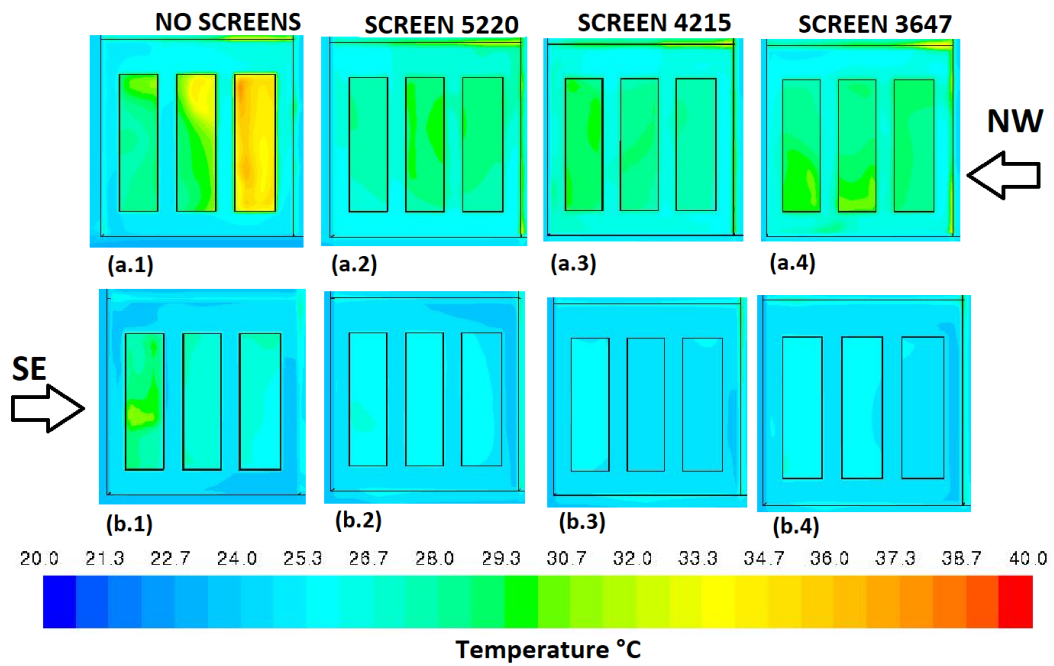 NO SCREENS SCREEN 5220 SCREEN 4215 SCREEN 3647
NW
(a.1) (a.2) (a.3) (a.4)
SE
(b.1) (b.2) (b.3) (b.4)
20.0 21.3 22.7 24.0 25.3 26.7 28.0 29.3 30.7 32.0 33.3 34.7 36.0 37.3 38.7 40.0
Temperature °C